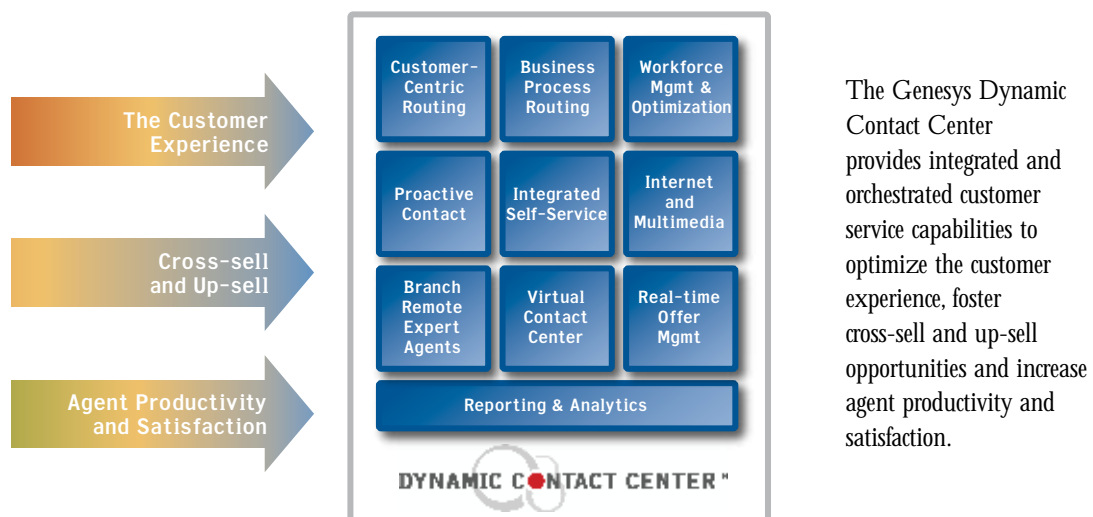 The Customer
Experience
Cross-sell
and Up-sell
Agent Productivity
and Satisfaction
Customer-
Centric
Routing
Business
Process
Routing
Workforce
Mgmt &
Optimization
Proactive
Contact
Integrated
Self-Service
Internet
and
Multimedia
Branch
Remote
Expert
Agents
Virtual
Contact
Center
Real-time
Offer
Mgmt
Reporting & Analytics
DYNAMIC CONTACT CENTER
The Genesys Dynamic
Contact Center
provides integrated and
orchestrated customer
service capabilities to
optimize the customer
experience, foster
cross-sell and up-sell
opportunities and increase
agent productivity and
satisfaction.